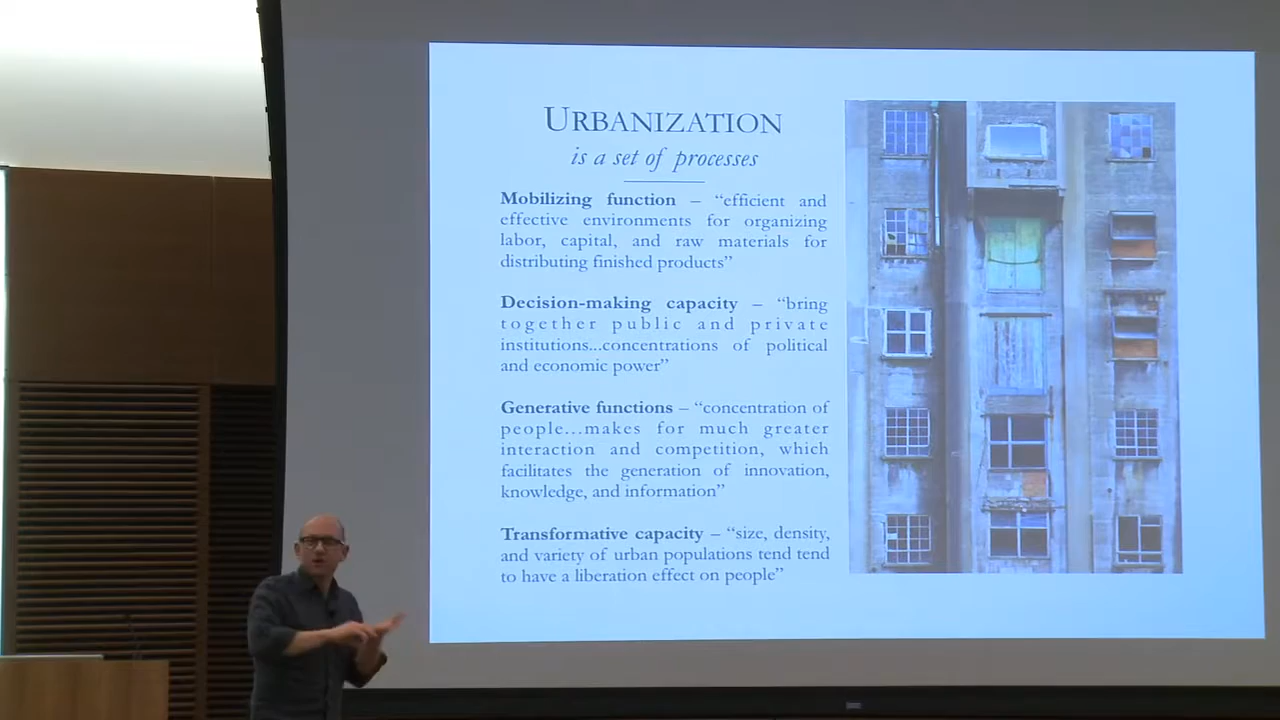 URBANIZATION
is a set of processes
Mobilizing function – “efficient and
effective environments for organizing
labor, capital, and raw materials for
distributing finished products”
Decision-making capacity – “bring
together public and private
institutions...concentrations of political
and economic power”
Generative functions – “concentration of
people…makes for much greater
interaction and competition, which
facilitates the generation of innovation,
knowledge, and information”
Transformative capacity – “size, density,
and variety of urban populations tend tend
to have a liberation effect on people”